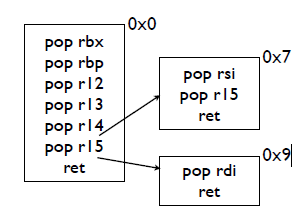 0x0
pop rbx
pop rbp
pop r12
pop r13
pop r14
pop r15
ret
0x7
pop rsi
pop r15
ret
0x9
pop rdi
ret